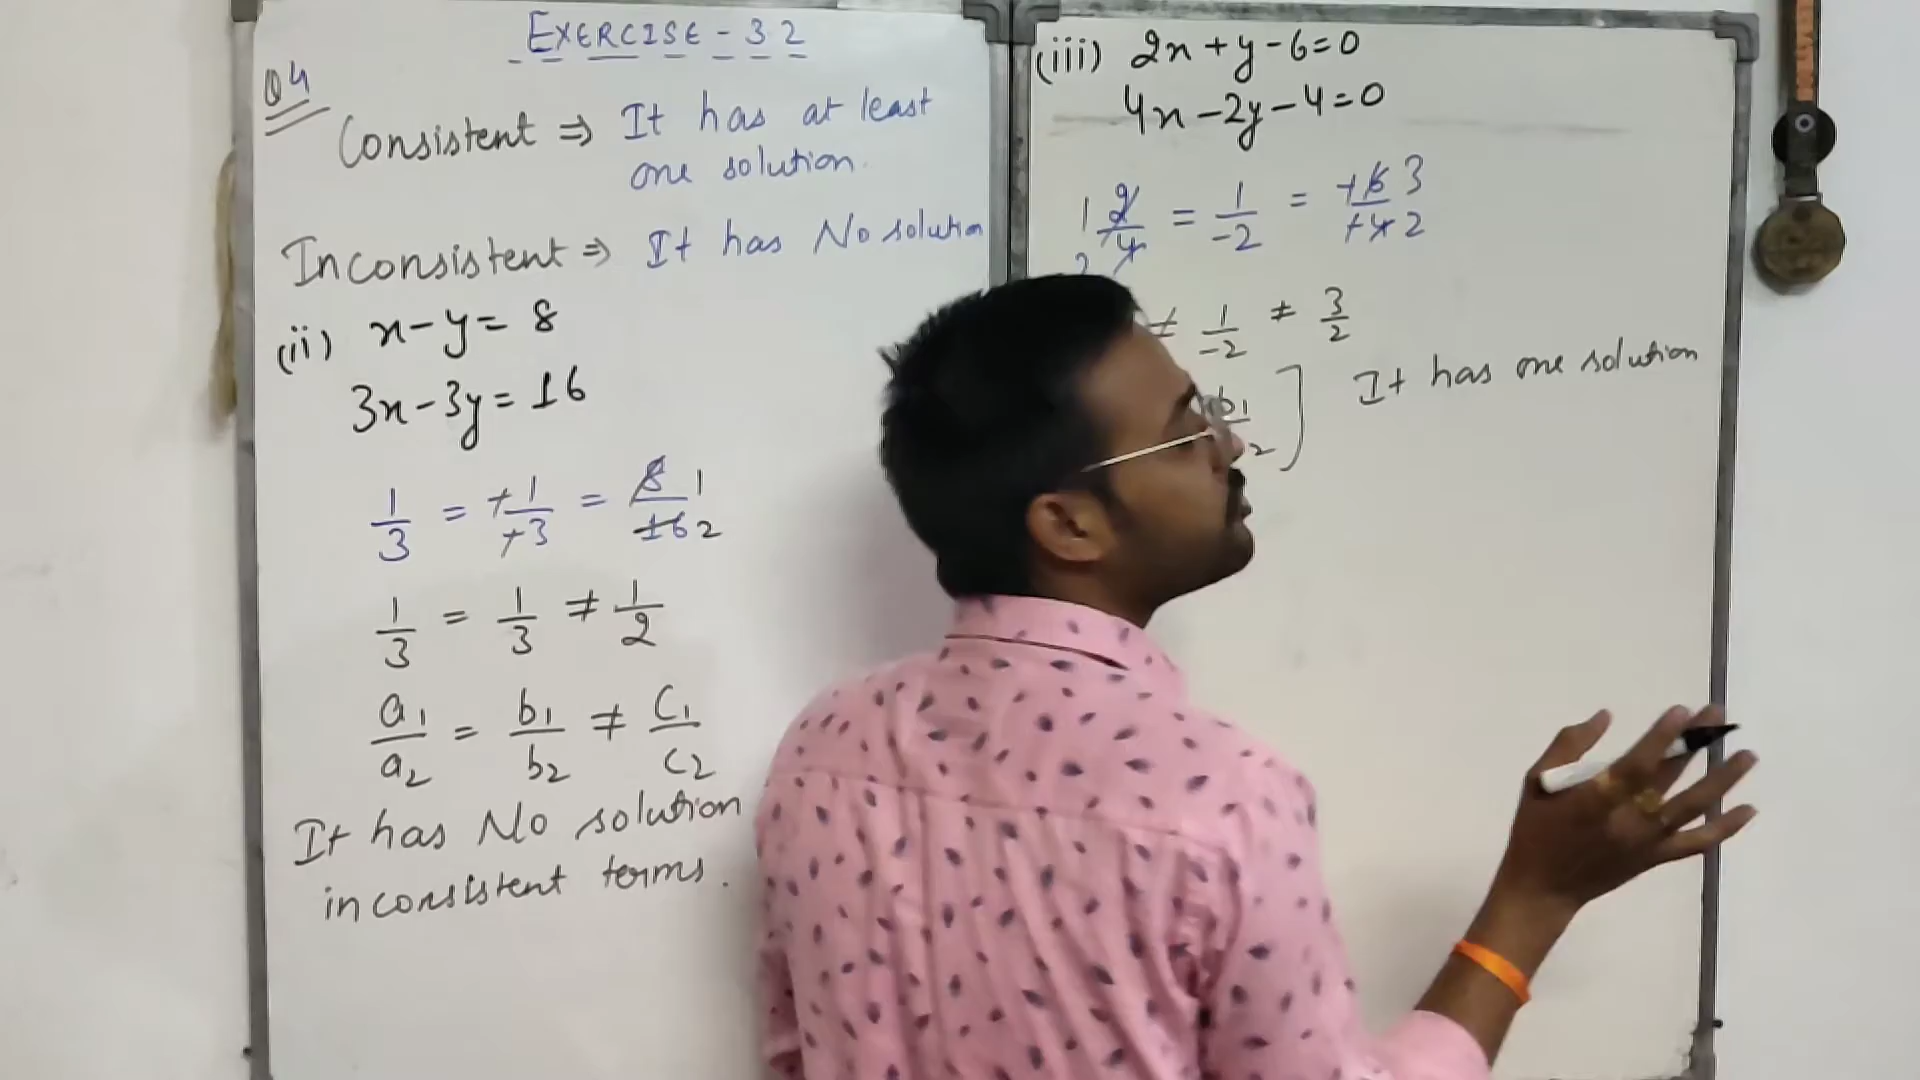 EXERCISE - 3.2
Q4
Consistent ⇒ It has at least
one solution.
Inconsistent ⇒ It has No solution
(ii) x - y = 8
3x - 3y = 16
1/3 = +1/+3 = 8/16 1/2
1/3 = 1/3 ≠ 1/2
a1/a2 = b1/b2 ≠ c1/c2
It has No solution
inconsistent terms.
(iii) 2x + y - 6 = 0
4x - 2y - 4 = 0
1 2/4 2 = 1/-2 = +6/+4 3/2
≠ 1/-2 ≠ 3/2
b1/2 ] It has one solution